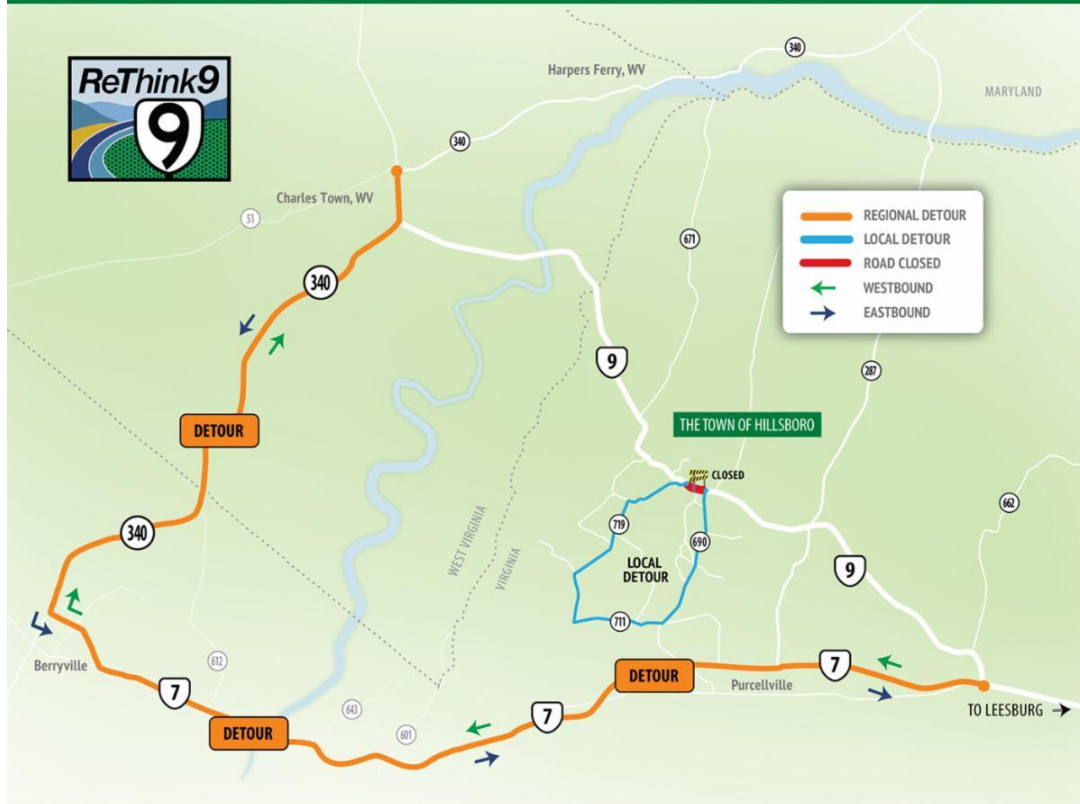 ReThink9
9
340
Harpers Ferry, WV
MARYLAND
340
Charles Town, WV
51
671
REGIONAL DETOUR
LOCAL DETOUR
ROAD CLOSED
WESTBOUND
EASTBOUND
340
9
287
DETOUR
THE TOWN OF HILLSBORO
CLOSED
662
340
719
690
WEST VIRGINIA
VIRGINIA
LOCAL
DETOUR
9
711
Berryville
612
7
DETOUR
7
Purcellville
7
643
601
DETOUR
TO LEESBURG